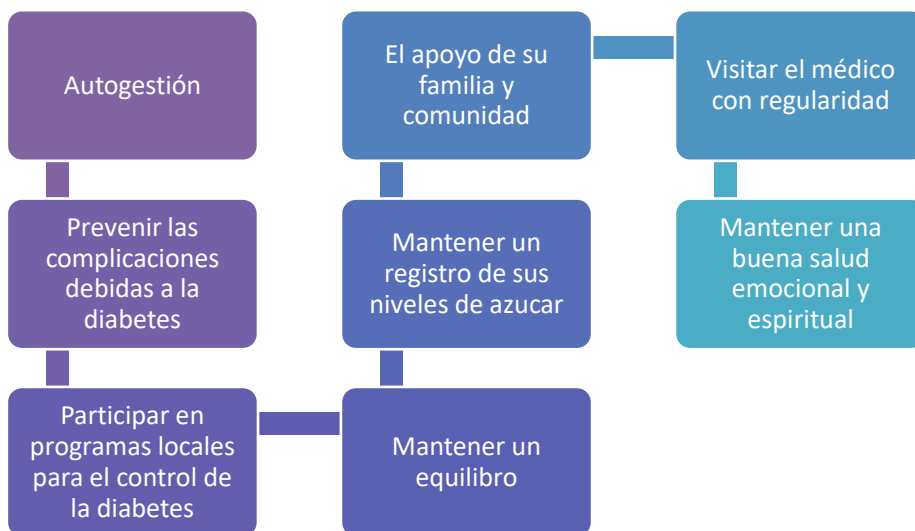 Autogestión
Prevenir las
complicaciones
debidas a la
diabetes
Participar en
programas locales
para el control de
la diabetes
Mantener un
equilibro
Mantener un
registro de sus
niveles de azucar
El apoyo de su
familia y
comunidad
Visitar el médico
con regularidad
Mantener una
buena salud
emocional y
espiritual